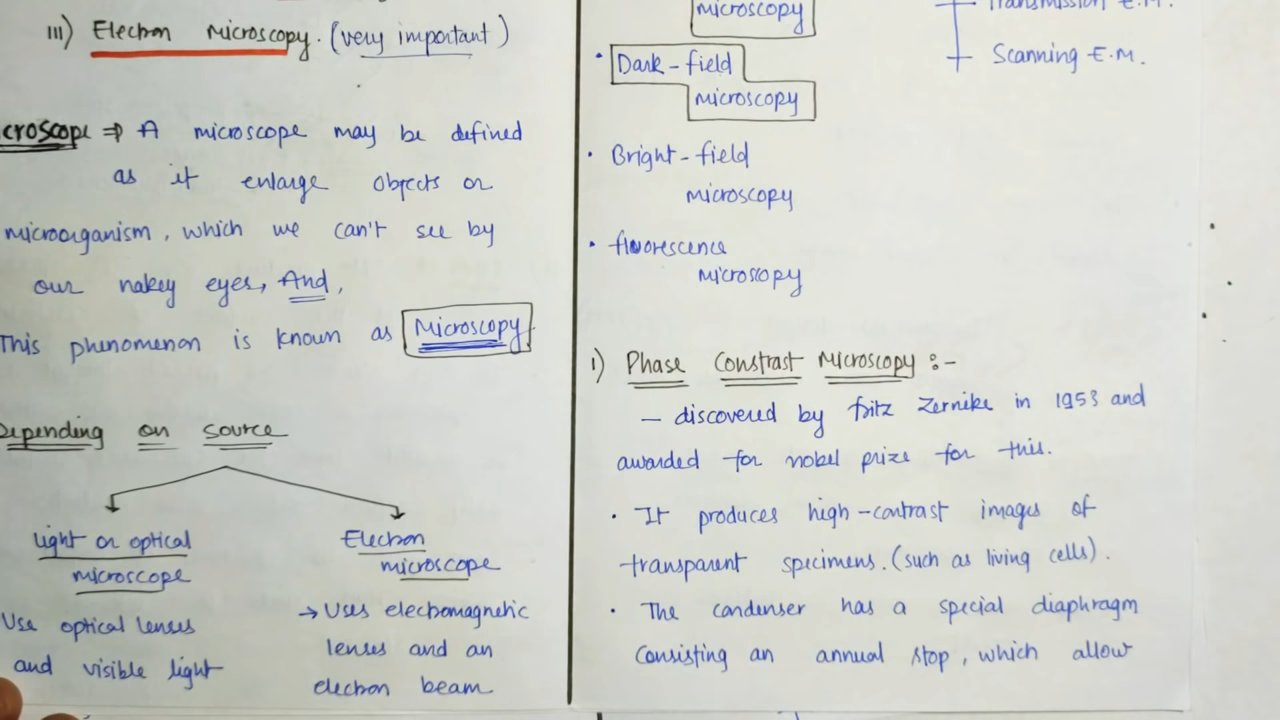 III) Electron Microscopy. (very important)
croscope ⇒ A microscope may be defined
as it enlarge objects or
microorganism, which we can't see by
our nakey eyes, And,
This phenomenon is known as Microscopy
Depending on source
Light or optical
microscope
Use optical lenses
and visible light
Electron
microscope
→ Uses electromagnetic
lenses and an
electron beam
microscopy
• Dark-field
microscopy
• Bright-field
microscopy
• fluorescence
microscopy
Transmission E.M.
Scanning E.M.
1) Phase Constrast Microscopy :-
— discovered by fritz Zernike in 1953 and
awarded for nobel prize for this.
• It produces high-contrast images of
transparent specimens. (such as living cells).
• The condenser has a special diaphragm
Consisting an annual stop, which allow